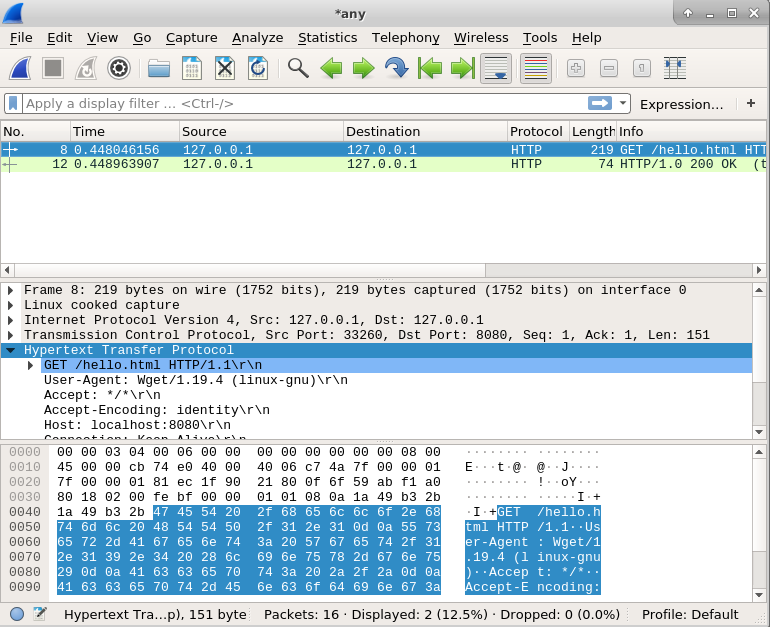 *any
File Edit View Go Capture Analyze Statistics Telephony Wireless Tools Help
Apply a display filter … <Ctrl-/> Expression… +
No. Time Source Destination Protocol Length Info
8 0.448046156 127.0.0.1 127.0.0.1 HTTP 219 GET /hello.html HTT
12 0.448963907 127.0.0.1 127.0.0.1 HTTP 74 HTTP/1.0 200 OK (t
Frame 8: 219 bytes on wire (1752 bits), 219 bytes captured (1752 bits) on interface 0
Linux cooked capture
Internet Protocol Version 4, Src: 127.0.0.1, Dst: 127.0.0.1
Transmission Control Protocol, Src Port: 33260, Dst Port: 8080, Seq: 1, Ack: 1, Len: 151
Hypertext Transfer Protocol
GET /hello.html HTTP/1.1\r\n
User-Agent: Wget/1.19.4 (linux-gnu)\r\n
Accept: */*\r\n
Accept-Encoding: identity\r\n
Host: localhost:8080\r\n
Connection: Keep-Alive\r\n
0000 00 00 03 04 00 06 00 00 00 00 00 00 00 00 08 00 ········ ········
0010 45 00 00 cb 74 e0 40 00 40 06 c7 4a 7f 00 00 01 E···t·@· @··J····
0020 7f 00 00 01 81 ec 1f 90 21 80 0f 6f 59 ab f1 a0 ········ !··oY···
0030 80 18 02 00 fe bf 00 00 01 01 08 0a 1a 49 b3 2b ········ ·····I·+
0040 1a 49 b3 2b 47 45 54 20 2f 68 65 6c 6c 6f 2e 68 ·I·+GET /hello.h
0050 74 6d 6c 20 48 54 54 50 2f 31 2e 31 0d 0a 55 73 tml HTTP /1.1··Us
0060 65 72 2d 41 67 65 6e 74 3a 20 57 67 65 74 2f 31 er-Agent : Wget/1
0070 2e 31 39 2e 34 20 28 6c 69 6e 75 78 2d 67 6e 75 .19.4 (l inux-gnu
0080 29 0d 0a 41 63 63 65 70 74 3a 20 2a 2f 2a 0d 0a )··Accep t: */*··
0090 41 63 63 65 70 74 2d 45 6e 63 6f 64 69 6e 67 3a Accept-E ncoding:
Hypertext Tra…p), 151 byte Packets: 16 · Displayed: 2 (12.5%) · Dropped: 0 (0.0%) Profile: Default